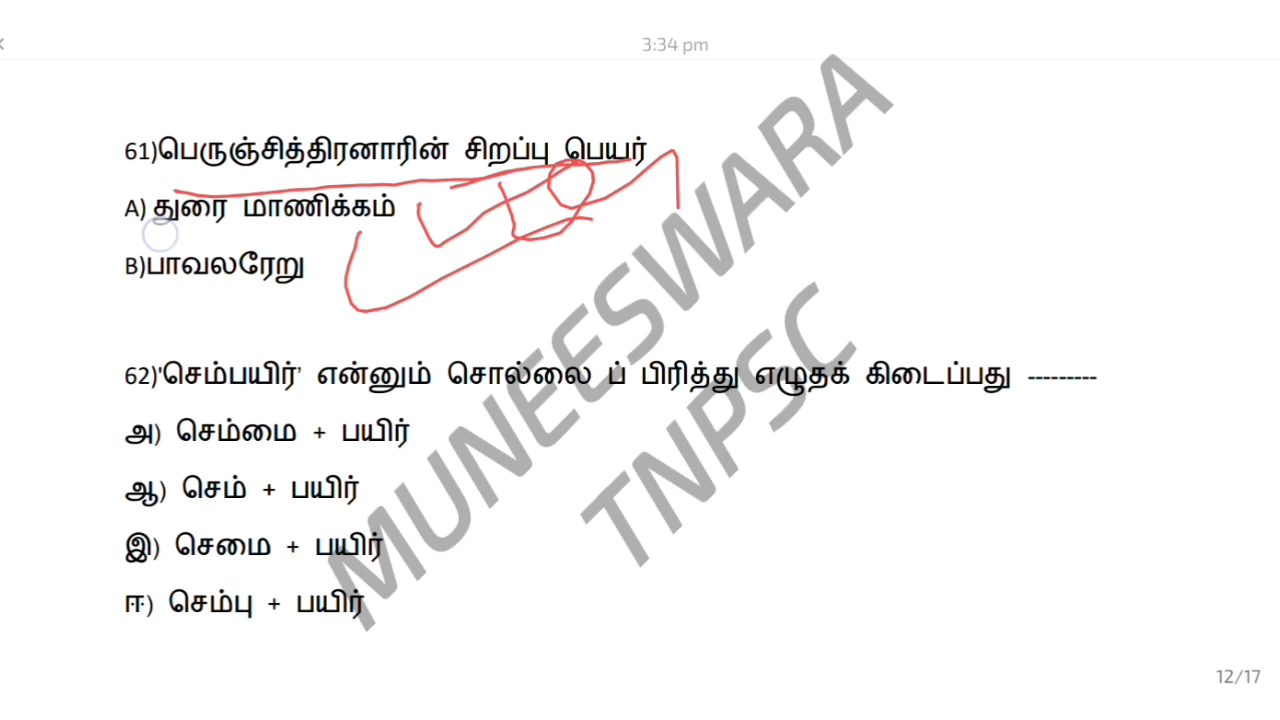 3:34 pm
61)பெருஞ்சித்திரனாரின் சிறப்பு பெயர்
A) துரை மாணிக்கம்
B)பாவலரேறு
62)'செம்பயிர்’ என்னும் சொல்லை ப் பிரித்து எழுதக் கிடைப்பது ---------
அ) செம்மை + பயிர்
ஆ) செம் + பயிர்
இ) செமை + பயிர்
ஈ) செம்பு + பயிர்
MUNEESWARA
TNPSC
12/17